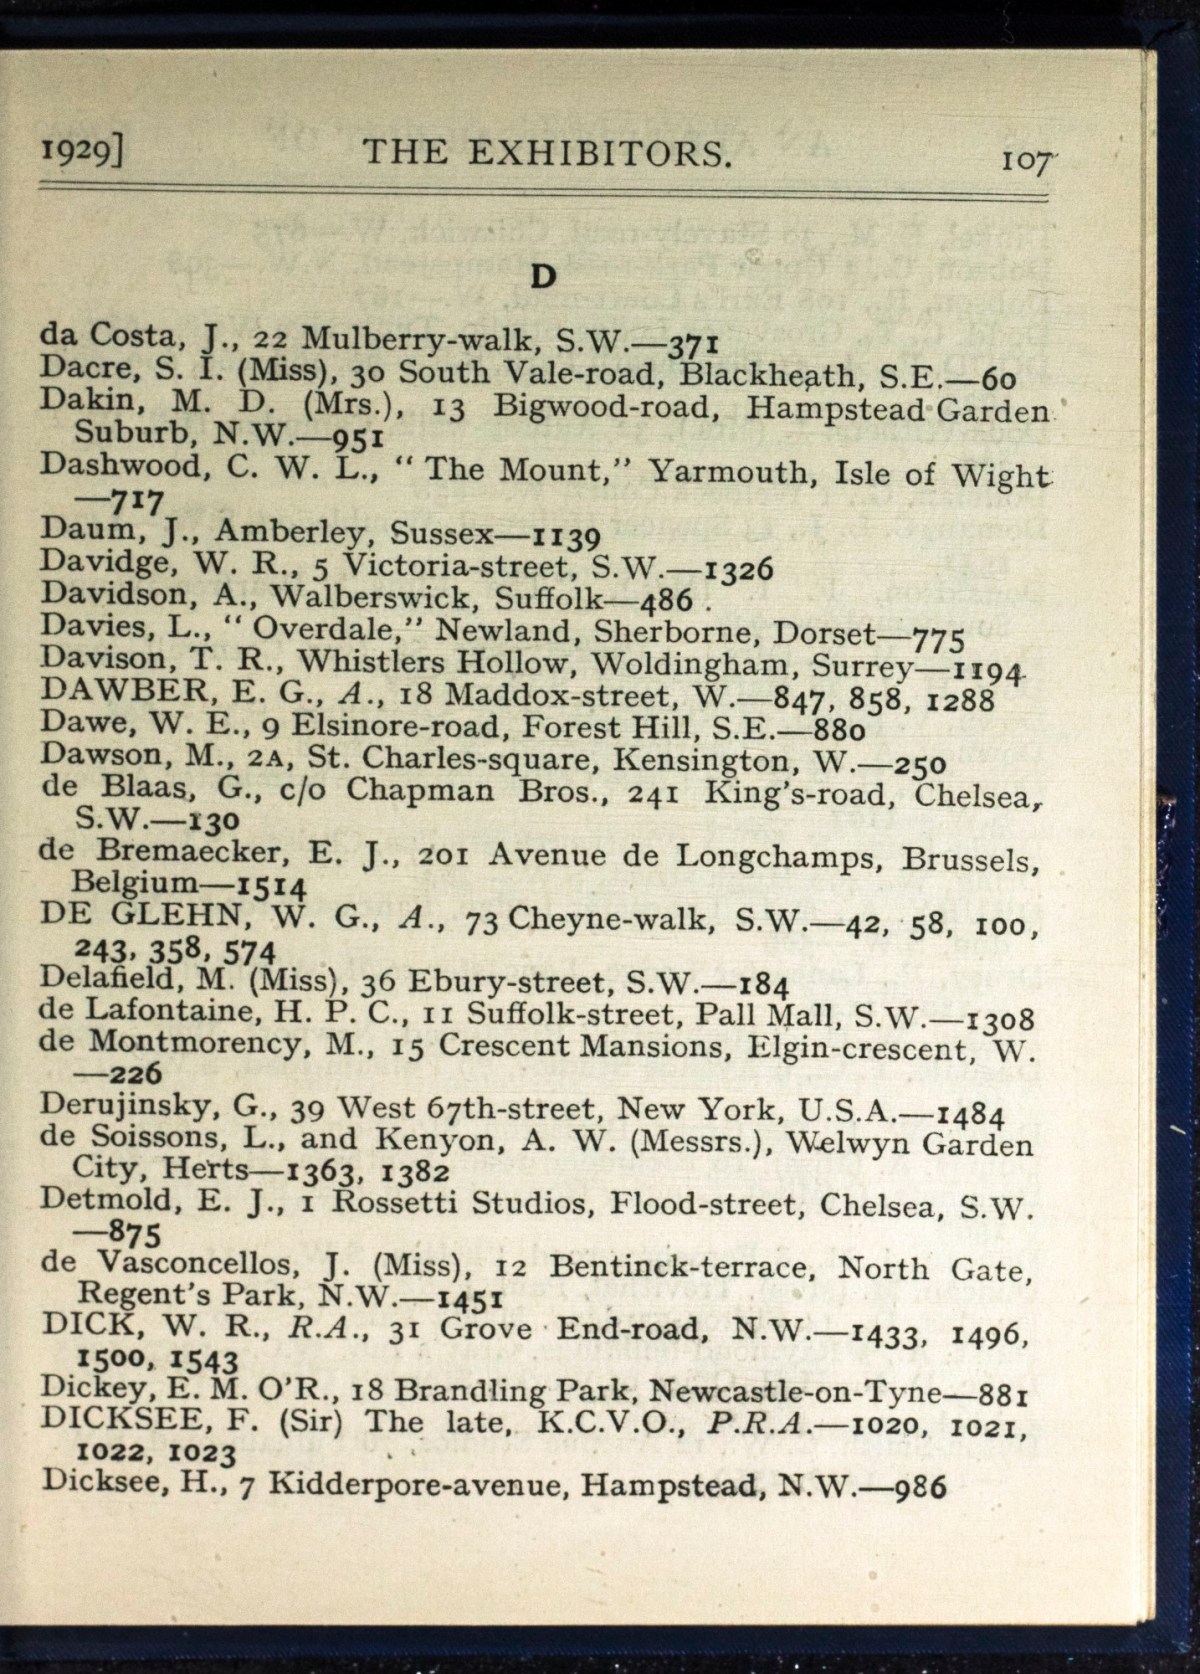 1929] THE EXHIBITORS. 107
D
da Costa, J., 22 Mulberry-walk, S.W.—371
Dacre, S. I. (Miss), 30 South Vale-road, Blackheath, S.E.—60
Dakin, M. D. (Mrs.), 13 Bigwood-road, Hampstead Garden
Suburb, N.W.—951
Dashwood, C. W. L., “ The Mount,” Yarmouth, Isle of Wight
—717
Daum, J., Amberley, Sussex—1139
Davidge, W. R., 5 Victoria-street, S.W.—1326
Davidson, A., Walberswick, Suffolk—486 .
Davies, L., “ Overdale,” Newland, Sherborne, Dorset—775
Davison, T. R., Whistlers Hollow, Woldingham, Surrey—1194
DAWBER, E. G., A., 18 Maddox-street, W.—847, 858, 1288
Dawe, W. E., 9 Elsinore-road, Forest Hill, S.E.—880
Dawson, M., 2A, St. Charles-square, Kensington, W.—250
de Blaas, G., c/o Chapman Bros., 241 King's-road, Chelsea,
S.W.—130
de Bremaecker, E. J., 201 Avenue de Longchamps, Brussels,
Belgium—1514
DE GLEHN, W. G., A., 73 Cheyne-walk, S.W.—42, 58, 100,
243, 358, 574
Delafield, M. (Miss), 36 Ebury-street, S.W.—184
de Lafontaine, H. P. C., 11 Suffolk-street, Pall Mall, S.W.—1308
de Montmorency, M., 15 Crescent Mansions, Elgin-crescent, W.
—226
Derujinsky, G., 39 West 67th-street, New York, U.S.A.—1484
de Soissons, L., and Kenyon, A. W. (Messrs.), Welwyn Garden
City, Herts—1363, 1382
Detmold, E. J., 1 Rossetti Studios, Flood-street, Chelsea, S.W.
—875
de Vasconcellos, J. (Miss), 12 Bentinck-terrace, North Gate,
Regent's Park, N.W.—1451
DICK, W. R., R.A., 31 Grove End-road, N.W.—1433, 1496,
1500, 1543
Dickey, E. M. O'R., 18 Brandling Park, Newcastle-on-Tyne—881
DICKSEE, F. (Sir) The late, K.C.V.O., P.R.A.—1020, 1021,
1022, 1023
Dicksee, H., 7 Kidderpore-avenue, Hampstead, N.W.—986